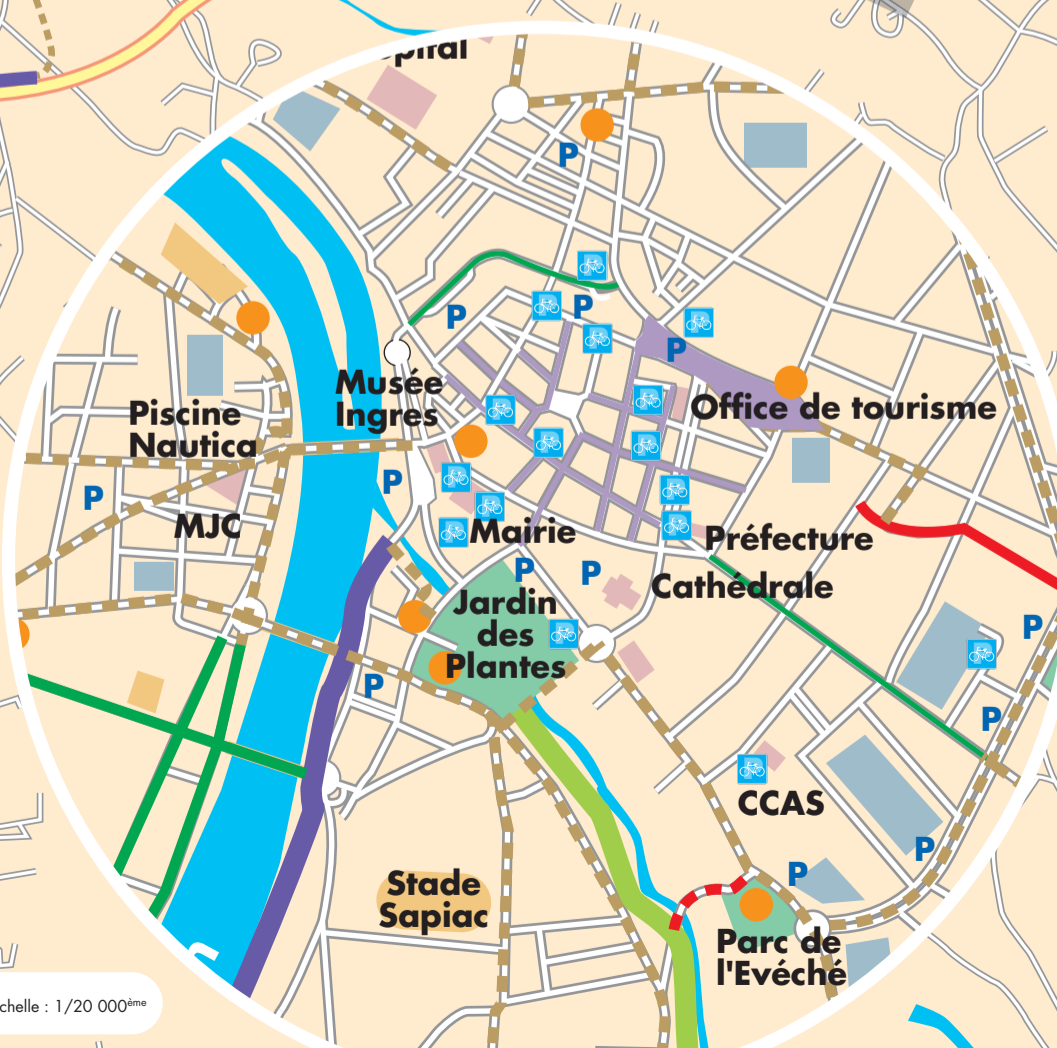 pital
P
P
P
P
Musée
Ingres
Office de tourisme
Piscine
Nautica
P
P
MJC
Mairie
Préfecture
P
P
Cathédrale
Jardin
des
Plantes
P
P
P
CCAS
P
P
Stade
Sapiac
Parc de
l'Evéché
chelle : 1/20 000ème